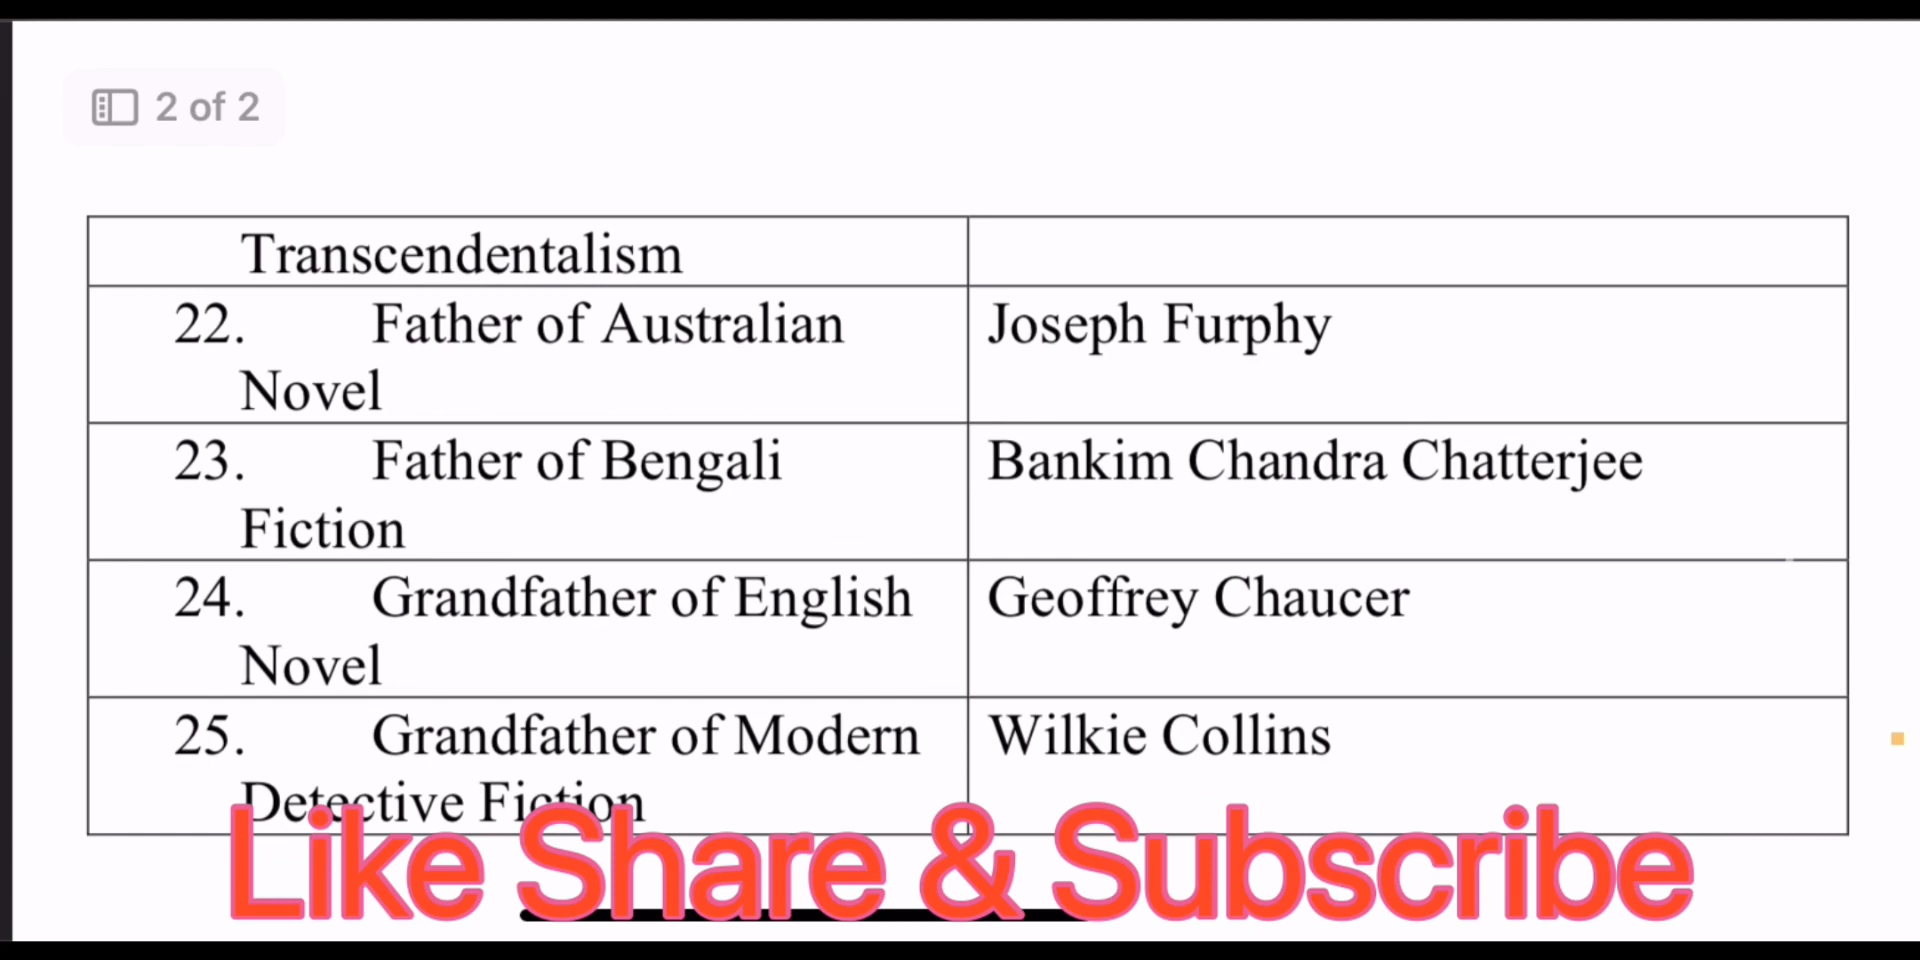 2 of 2
Transcendentalism
22. Father of Australian Joseph Furphy
Novel
23. Father of Bengali Bankim Chandra Chatterjee
Fiction
24. Grandfather of English Geoffrey Chaucer
Novel
25. Grandfather of Modern Wilkie Collins
Detective Fiction
Like Share & Subscribe